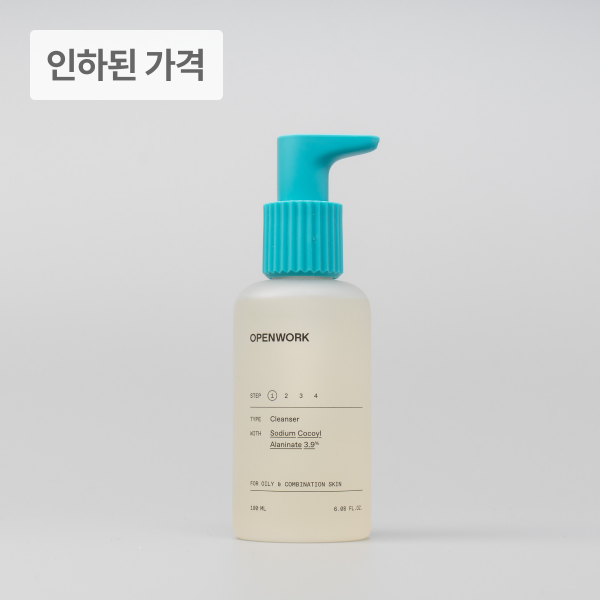 인하된 가격
OPENWORK
STEP 1 2 3 4
TYPE Cleanser
WITH Sodium Cocoyl
Alaninate 3.9%
FOR OILY & COMBINATION SKIN
180 ML 6.08 FL.OZ.